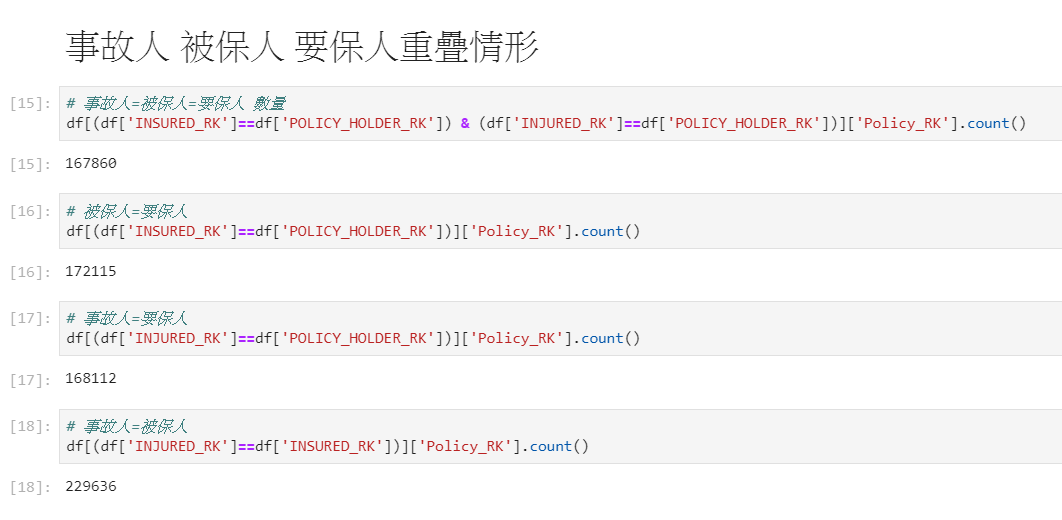 事故人 被保人 要保人重疊情形
[15]: # 事故人=被保人=要保人 數量
df[(df['INSURED_RK']==df['POLICY_HOLDER_RK']) & (df['INJURED_RK']==df['POLICY_HOLDER_RK'])]['Policy_RK'].count()
[15]: 167860
[16]: # 被保人=要保人
df[(df['INSURED_RK']==df['POLICY_HOLDER_RK'])]['Policy_RK'].count()
[16]: 172115
[17]: # 事故人=要保人
df[(df['INJURED_RK']==df['POLICY_HOLDER_RK'])]['Policy_RK'].count()
[17]: 168112
[18]: # 事故人=被保人
df[(df['INJURED_RK']==df['INSURED_RK'])]['Policy_RK'].count()
[18]: 229636